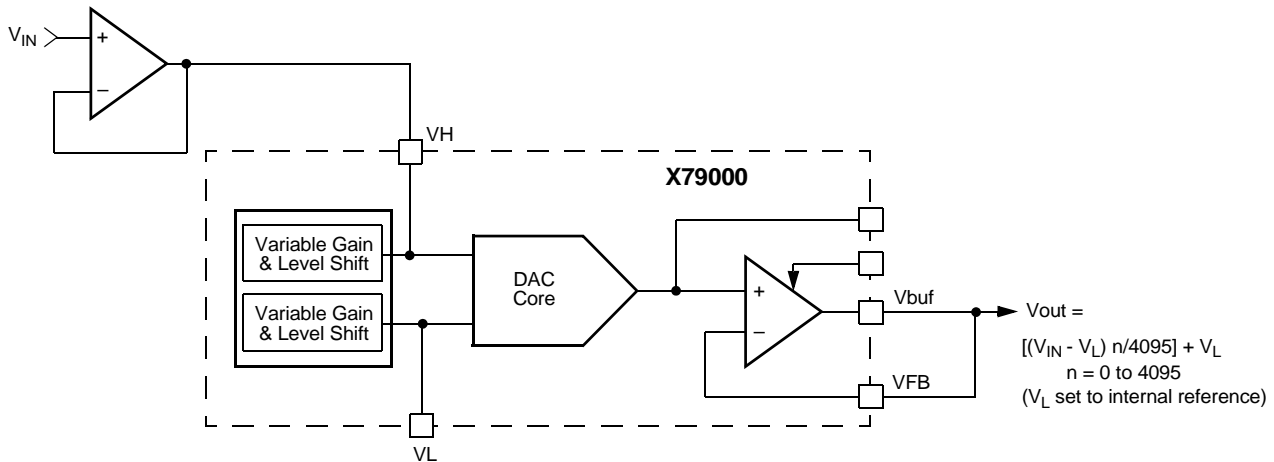 V_IN
+
–
VH
X79000
Variable Gain
& Level Shift
Variable Gain
& Level Shift
DAC
Core
+
–
Vbuf
VFB
VL
Vout =
[(V_IN - V_L) n/4095] + V_L
n = 0 to 4095
(V_L set to internal reference)